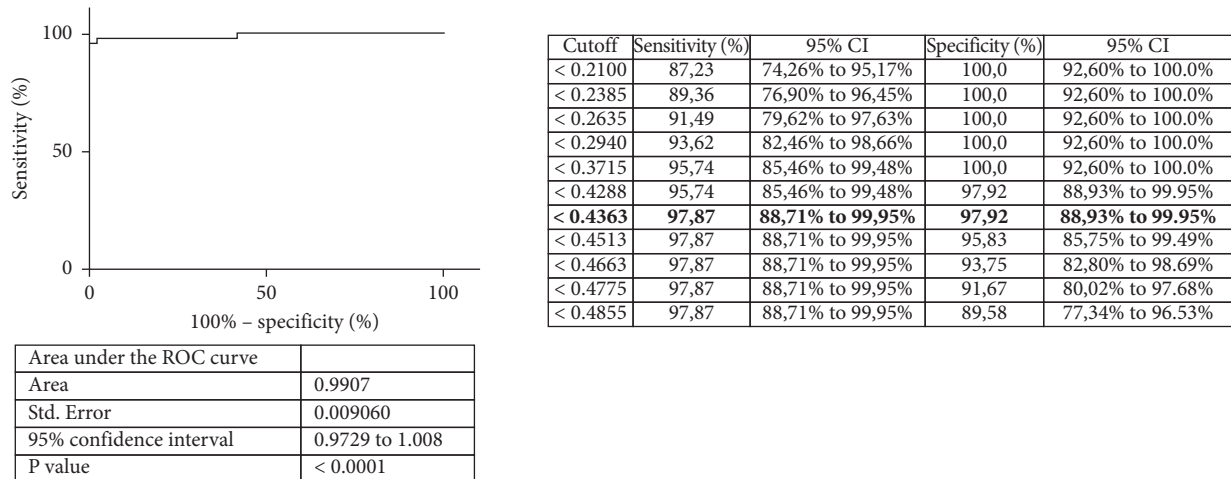 100
50
0
Sensitivity (%)
0 50 100
100% – specificity (%)
Area under the ROC curve
Area 0.9907
Std. Error 0.009060
95% confidence interval 0.9729 to 1.008
P value < 0.0001
Cutoff Sensitivity (%) 95% CI Specificity (%) 95% CI
< 0.2100 87,23 74,26% to 95,17% 100,0 92,60% to 100.0%
< 0.2385 89,36 76,90% to 96,45% 100,0 92,60% to 100.0%
< 0.2635 91,49 79,62% to 97,63% 100,0 92,60% to 100.0%
< 0.2940 93,62 82,46% to 98,66% 100,0 92,60% to 100.0%
< 0.3715 95,74 85,46% to 99,48% 100,0 92,60% to 100.0%
< 0.4288 95,74 85,46% to 99,48% 97,92 88,93% to 99.95%
< 0.4363 97,87 88,71% to 99,95% 97,92 88,93% to 99.95%
< 0.4513 97,87 88,71% to 99,95% 95,83 85,75% to 99.49%
< 0.4663 97,87 88,71% to 99,95% 93,75 82,80% to 98.69%
< 0.4775 97,87 88,71% to 99,95% 91,67 80,02% to 97.68%
< 0.4855 97,87 88,71% to 99,95% 89,58 77,34% to 96.53%